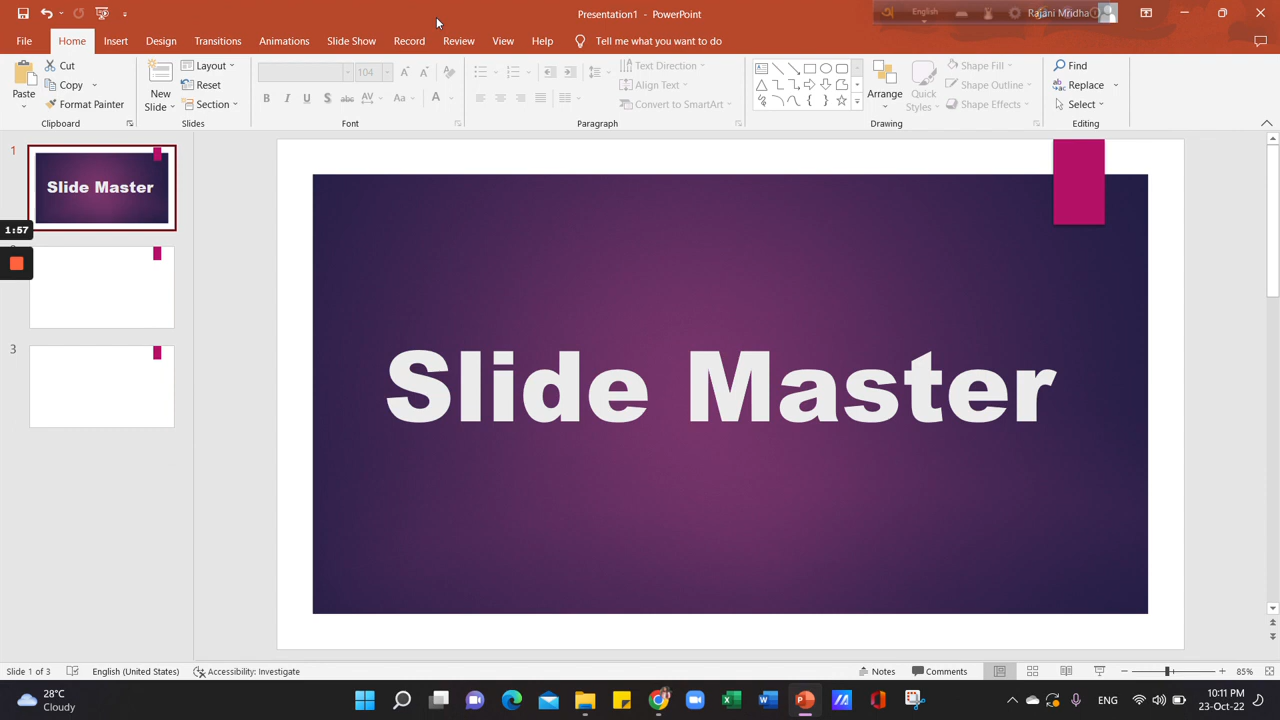 Presentation1 - PowerPoint
English
Rajani Mridha
File Home Insert Design Transitions Animations Slide Show Record Review View Help Tell me what you want to do
Paste
Cut
Copy
Format Painter
Clipboard
New Slide
Layout
Reset
Section
Slides
104
B I U S abc AV Aa A
Font
Text Direction
Align Text
Convert to SmartArt
Paragraph
Arrange
Quick Styles
Shape Fill
Shape Outline
Shape Effects
Drawing
Find
Replace
Select
Editing
1
Slide Master
1:57
3
Slide Master
Slide 1 of 3 English (United States) Accessibility: Investigate Notes Comments 85%
28°C
Cloudy
ENG
10:11 PM
23-Oct-22